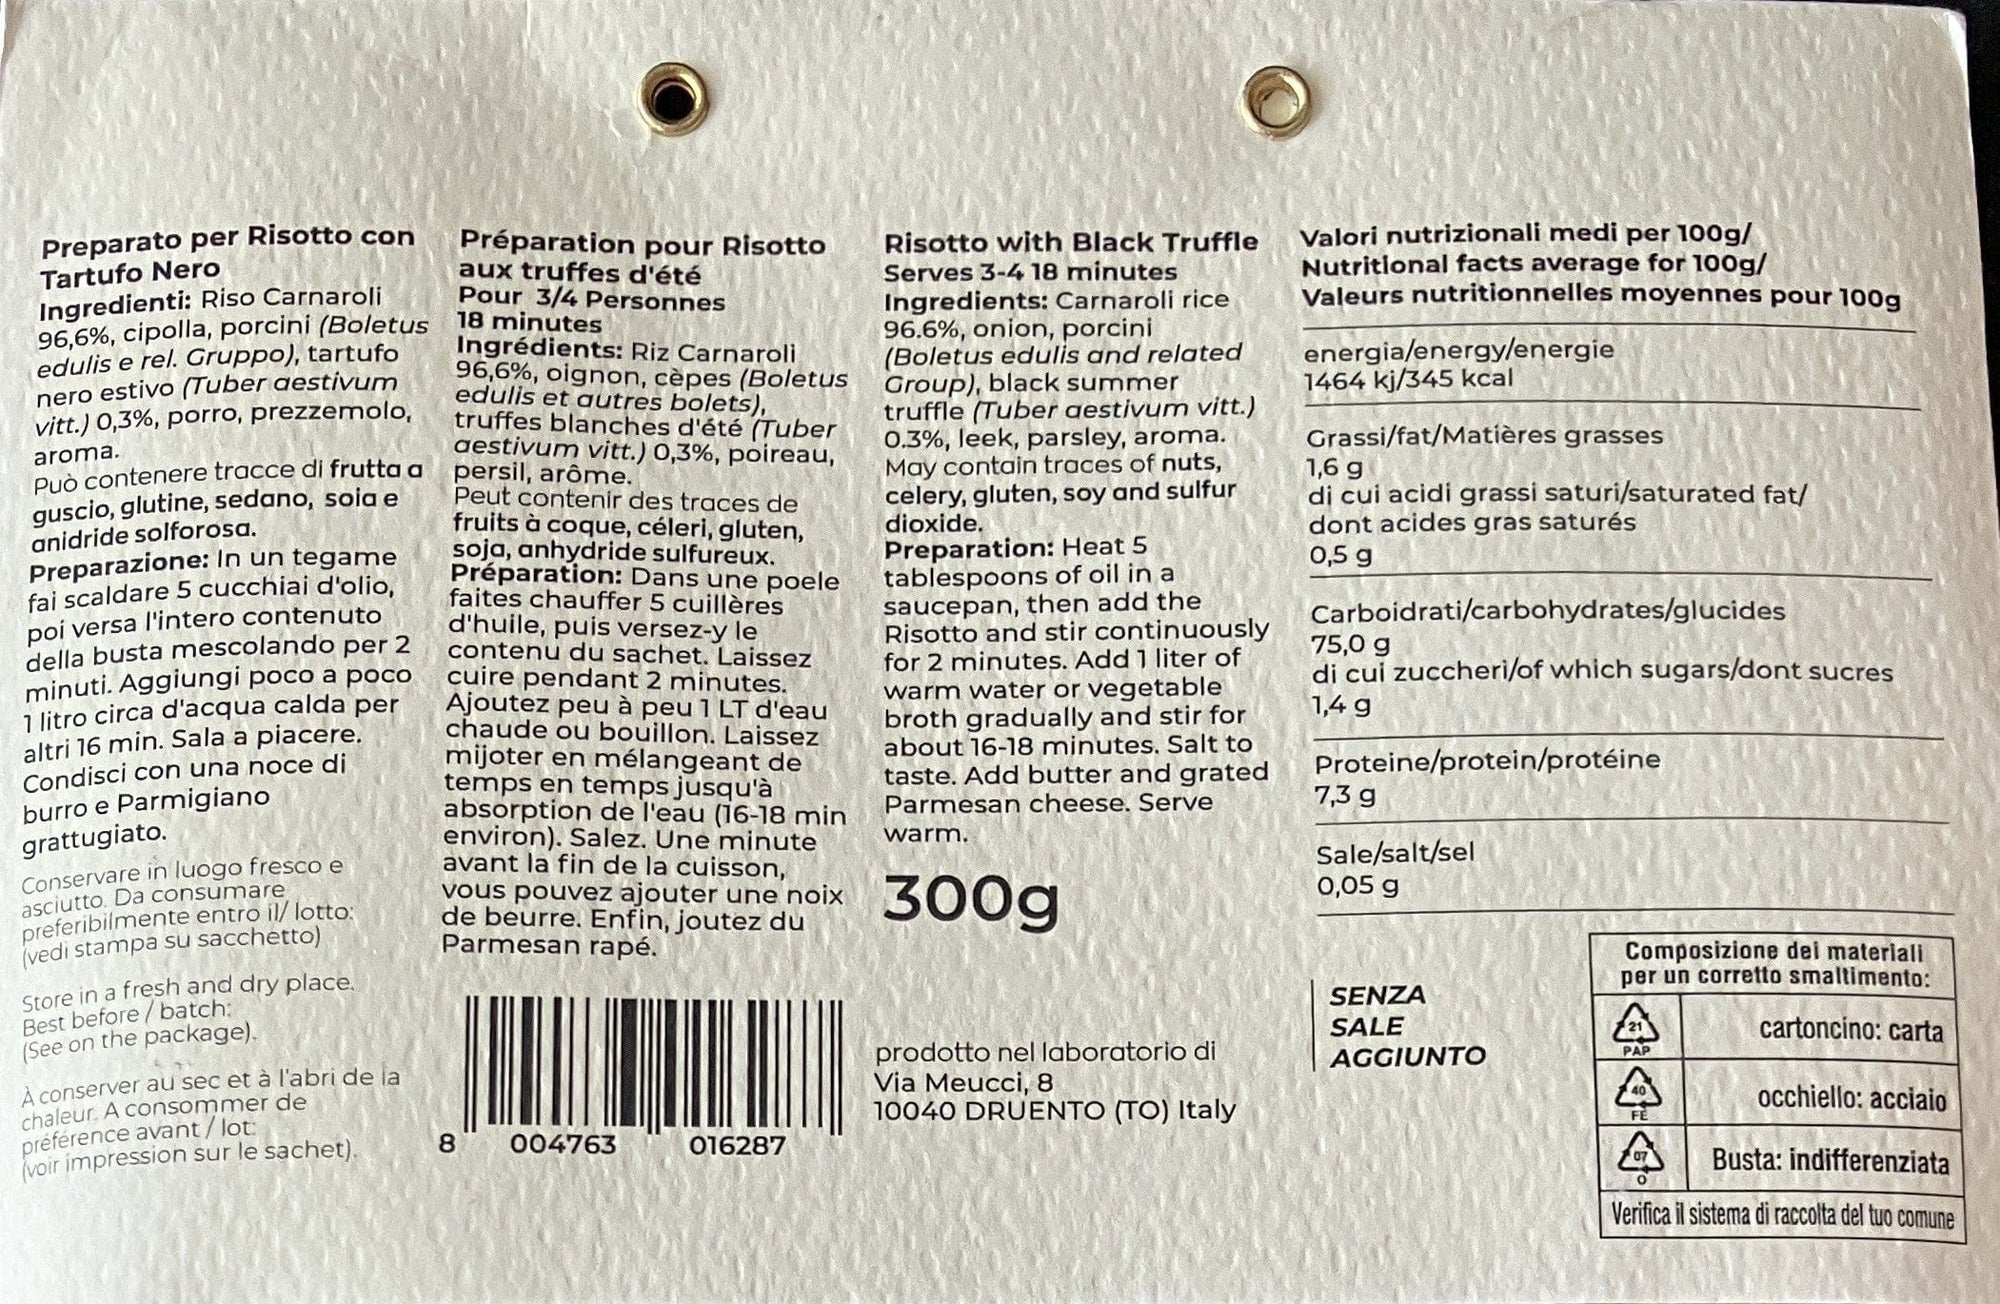 Preparato per Risotto con
Tartufo Nero
Ingredienti: Riso Carnaroli
96,6%, cipolla, porcini (Boletus
edulis e rel. Gruppo), tartufo
nero estivo (Tuber aestivum
vitt.) 0,3%, porro, prezzemolo,
aroma.
Può contenere tracce di frutta a
guscio, glutine, sedano, soia e
anidride solforosa.
Preparazione: In un tegame
fai scaldare 5 cucchiai d'olio,
poi versa l'intero contenuto
della busta mescolando per 2
minuti. Aggiungi poco a poco
1 litro circa d'acqua calda per
altri 16 min. Sala a piacere.
Condisci con una noce di
burro e Parmigiano
grattugiato.
Conservare in luogo fresco e
asciutto. Da consumare
preferibilmente entro il/ lotto:
(vedi stampa su sacchetto)
Store in a fresh and dry place.
Best before / batch:
(See on the package).
À conserver au sec et à l'abri de la
chaleur. A consommer de
préférence avant / lot:
(voir impression sur le sachet).
Préparation pour Risotto
aux truffes d'été
Pour 3/4 Personnes
18 minutes
Ingrédients: Riz Carnaroli
96,6%, oignon, cèpes (Boletus
edulis et autres bolets),
truffes blanches d'été (Tuber
aestivum vitt.) 0,3%, poireau,
persil, arôme.
Peut contenir des traces de
fruits à coque, céleri, gluten,
soja, anhydride sulfureux.
Préparation: Dans une poele
faites chauffer 5 cuillères
d'huile, puis versez-y le
contenu du sachet. Laissez
cuire pendant 2 minutes.
Ajoutez peu à peu 1 LT d'eau
chaude ou bouillon. Laissez
mijoter en mélangeant de
temps en temps jusqu'à
absorption de l'eau (16-18 min
environ). Salez. Une minute
avant la fin de la cuisson,
vous pouvez ajouter une noix
de beurre. Enfin, joutez du
Parmesan rapé.
8 004763 016287
Risotto with Black Truffle
Serves 3-4 18 minutes
Ingredients: Carnaroli rice
96.6%, onion, porcini
(Boletus edulis and related
Group), black summer
truffle (Tuber aestivum vitt.)
0.3%, leek, parsley, aroma.
May contain traces of nuts,
celery, gluten, soy and sulfur
dioxide.
Preparation: Heat 5
tablespoons of oil in a
saucepan, then add the
Risotto and stir continuously
for 2 minutes. Add 1 liter of
warm water or vegetable
broth gradually and stir for
about 16-18 minutes. Salt to
taste. Add butter and grated
Parmesan cheese. Serve
warm.
300g
prodotto nel laboratorio di
Via Meucci, 8
10040 DRUENTO (TO) Italy
Valori nutrizionali medi per 100g/
Nutritional facts average for 100g/
Valeurs nutritionnelles moyennes pour 100g
energia/energy/energie
1464 kj/345 kcal
Grassi/fat/Matières grasses
1,6 g
di cui acidi grassi saturi/saturated fat/
dont acides gras saturés
0,5 g
Carboidrati/carbohydrates/glucides
75,0 g
di cui zuccheri/of which sugars/dont sucres
1,4 g
Proteine/protein/protéine
7,3 g
Sale/salt/sel
0,05 g
SENZA
SALE
AGGIUNTO
Composizione dei materiali
per un corretto smaltimento:
21
PAP
cartoncino: carta
40
FE
occhiello: acciaio
07
O
Busta: indifferenziata
Verifica il sistema di raccolta del tuo comune